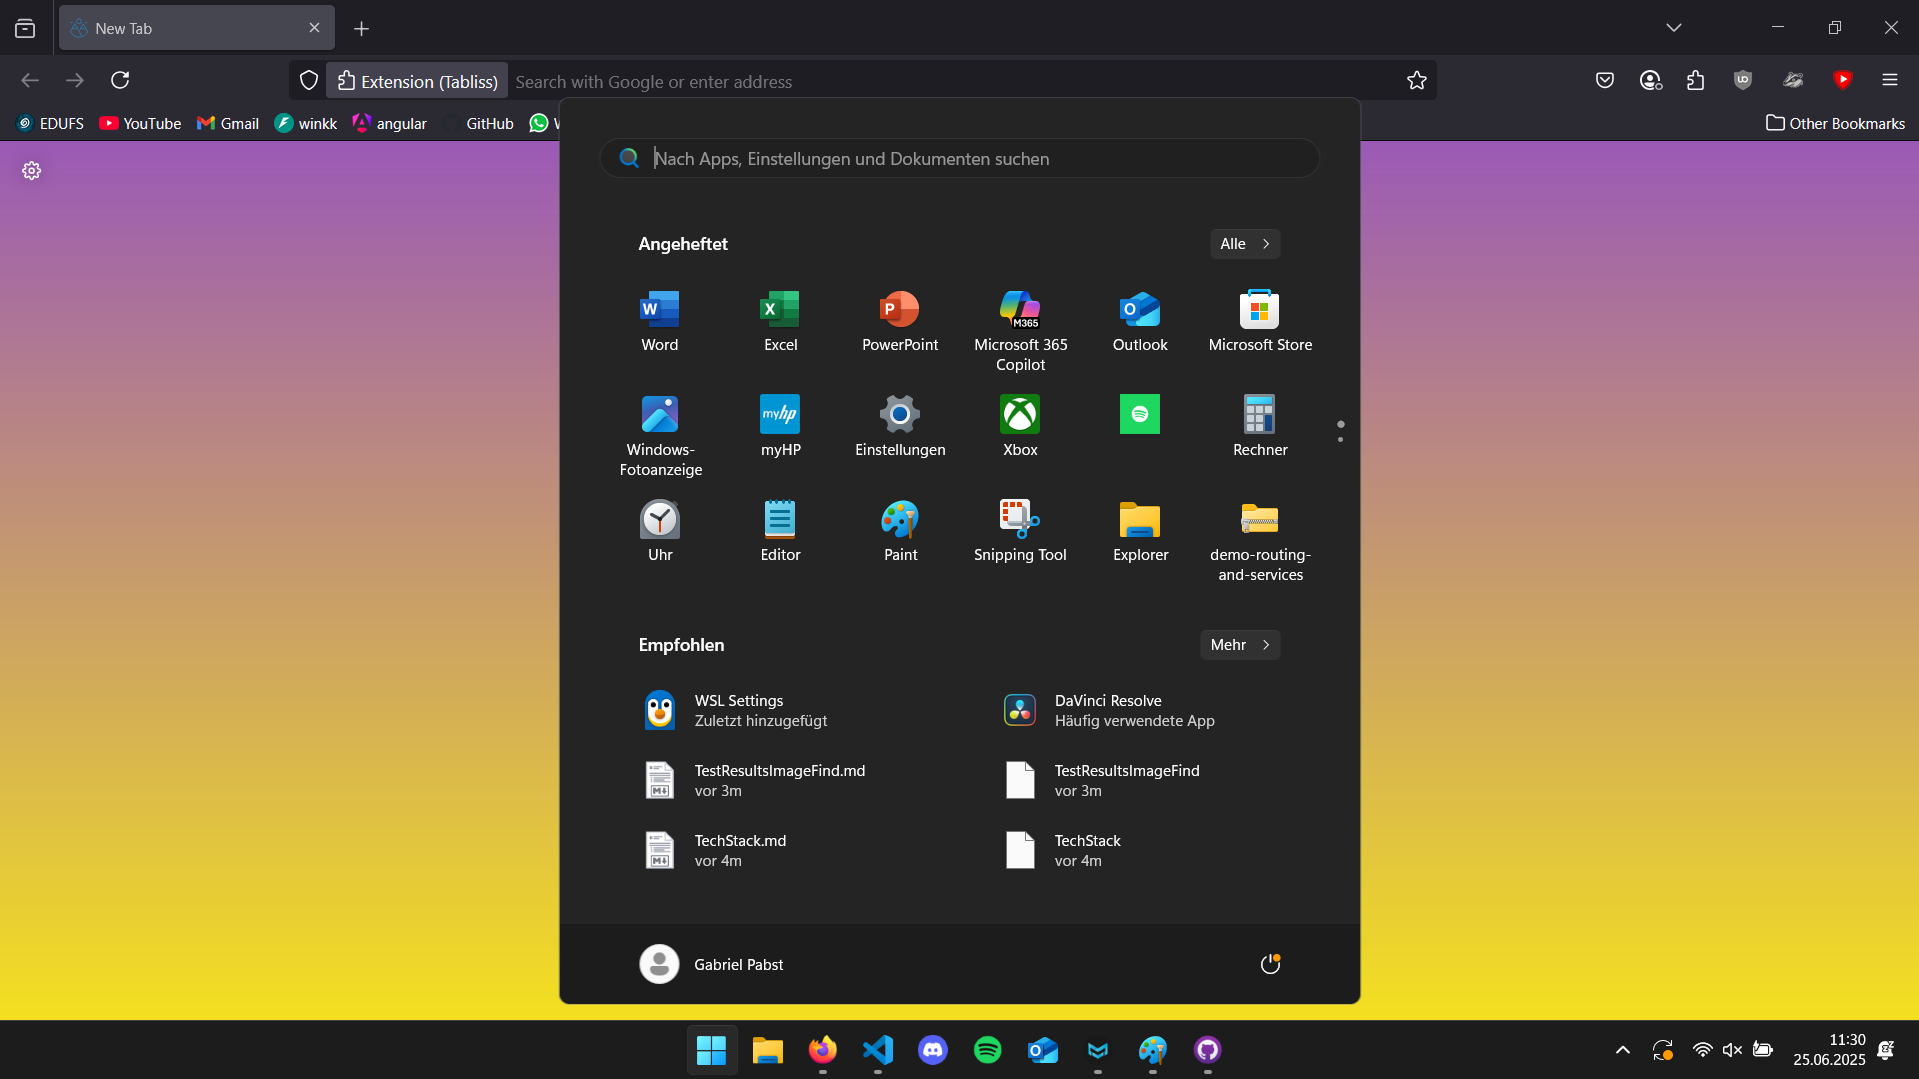 New Tab
Extension (Tabliss)
Search with Google or enter address
EDUFS
YouTube
Gmail
winkk
angular
GitHub
Other Bookmarks
Nach Apps, Einstellungen und Dokumenten suchen
Angeheftet
Alle
W
Word
X
Excel
P
PowerPoint
M365
Microsoft 365
Copilot
O
Outlook
Microsoft Store
Windows-
Fotoanzeige
myhp
myHP
Einstellungen
Xbox
Rechner
Uhr
Editor
Paint
Snipping Tool
Explorer
demo-routing-
and-services
Empfohlen
Mehr
WSL Settings
Zuletzt hinzugefügt
DaVinci Resolve
Häufig verwendete App
TestResultsImageFind.md
vor 3m
TestResultsImageFind
vor 3m
TechStack.md
vor 4m
TechStack
vor 4m
Gabriel Pabst
11:30
25.06.2025